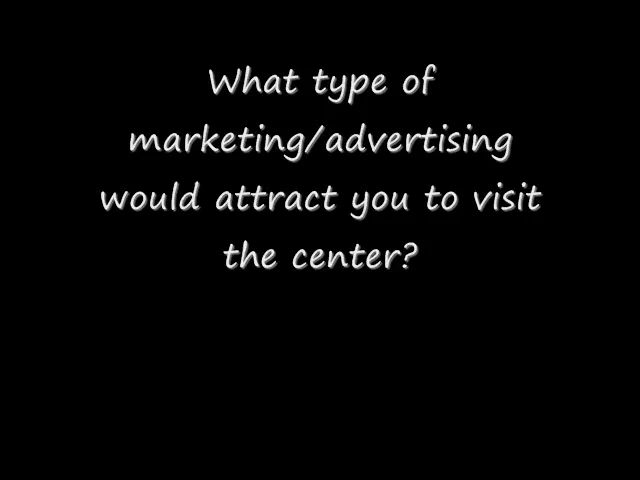 What type of
marketing/advertising
would attract you to visit
the center?